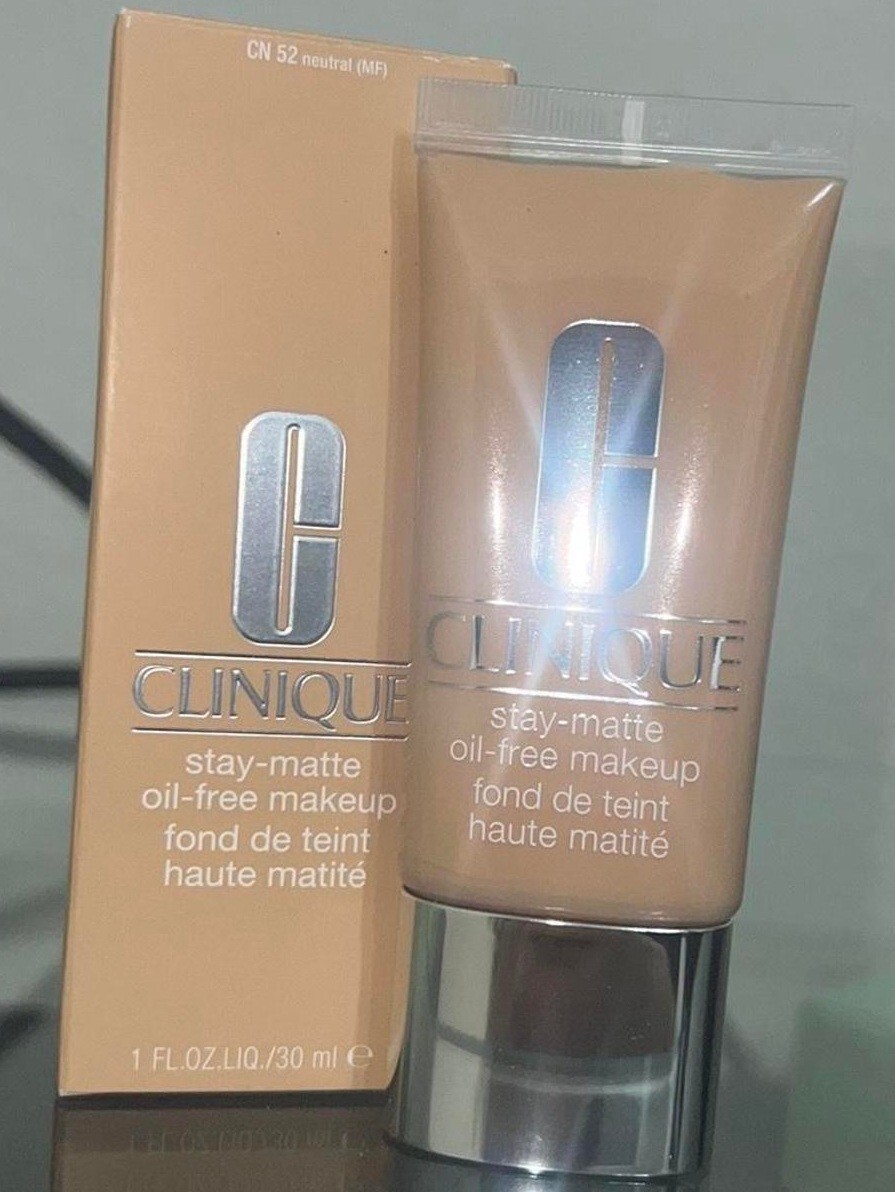 CN 52 neutral (MF)
CLINIQUE
stay-matte
oil-free makeup
fond de teint
haute matité
1 FL.OZ.LIQ./30 ml ℮
CLINIQUE
stay-matte
oil-free makeup
fond de teint
haute matité